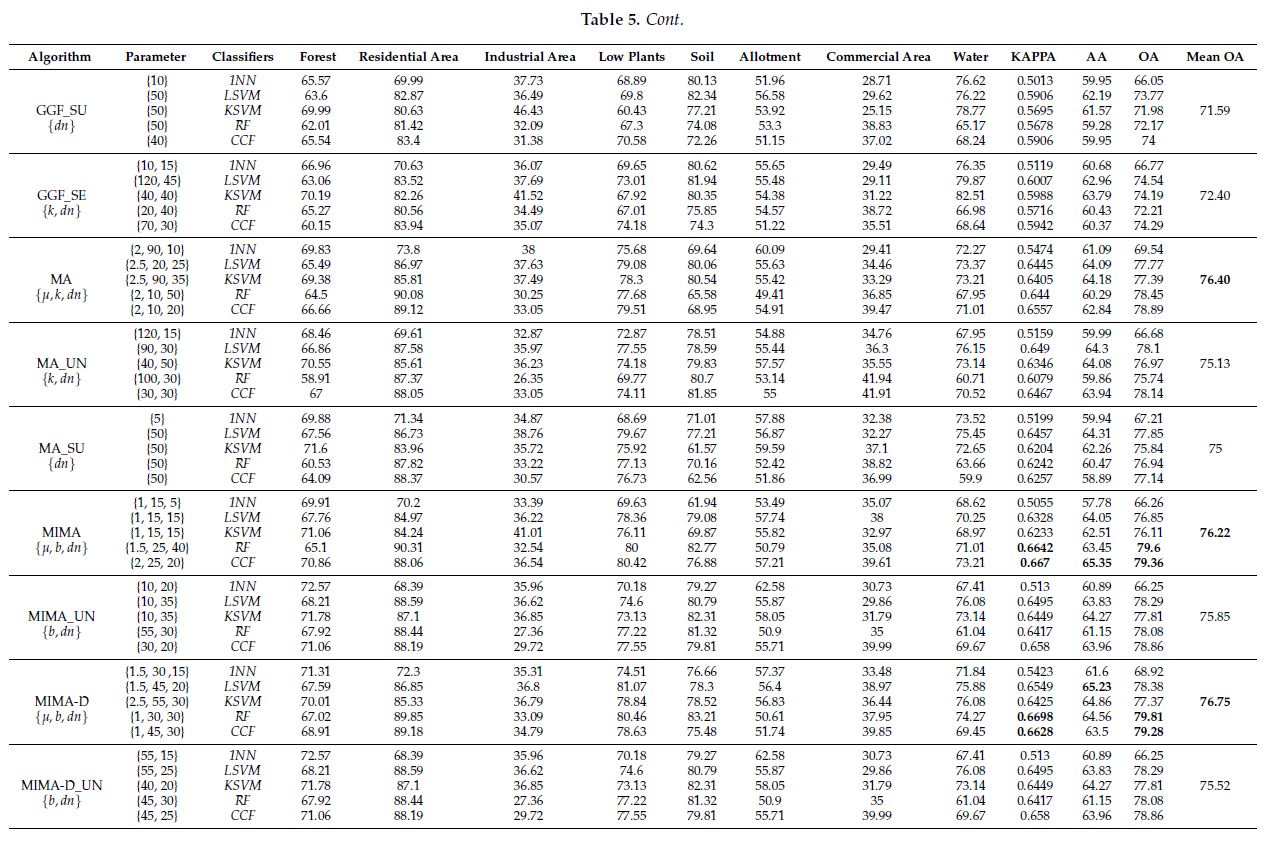 Table 5. Cont.
Algorithm Parameter Classifiers Forest Residential Area Industrial Area Low Plants Soil Allotment Commercial Area Water KAPPA AA OA Mean OA
{10} 1NN 65.57 69.99 37.73 68.89 80.13 51.96 28.71 76.62 0.5013 59.95 66.05
{50} LSVM 63.6 82.87 36.49 69.8 82.34 56.58 29.62 76.22 0.5906 62.19 73.77
GGF_SU {50} KSVM 69.99 80.63 46.43 60.43 77.21 53.92 25.15 78.77 0.5695 61.57 71.98 71.59
{dn} {50} RF 62.01 81.42 32.09 67.3 74.08 53.3 38.83 65.17 0.5678 59.28 72.17
{40} CCF 65.54 83.4 31.38 70.58 72.26 51.15 37.02 68.24 0.5906 59.95 74
{10, 15} 1NN 66.96 70.63 36.07 69.65 80.62 55.65 29.49 76.35 0.5119 60.68 66.77
{120, 45} LSVM 63.06 83.52 37.69 73.01 81.94 55.48 29.11 79.87 0.6007 62.96 74.54
GGF_SE {40, 40} KSVM 70.19 82.26 41.52 67.92 80.35 54.38 31.22 82.51 0.5988 63.79 74.19 72.40
{k, dn} {20, 40} RF 65.27 80.56 34.49 67.01 75.85 54.57 38.72 66.98 0.5716 60.43 72.21
{70, 30} CCF 60.15 83.94 35.07 74.18 74.3 51.22 35.51 68.64 0.5942 60.37 74.29
{2, 90, 10} 1NN 69.83 73.8 38 75.68 69.64 60.09 29.41 72.27 0.5474 61.09 69.54
{2.5, 20, 25} LSVM 65.49 86.97 37.63 79.08 80.06 55.63 34.46 73.37 0.6445 64.09 77.77
MA {2.5, 90, 35} KSVM 69.38 85.81 37.49 78.3 80.54 55.42 33.29 73.21 0.6405 64.18 77.39 76.40
{μ, k, dn} {2, 10, 50} RF 64.5 90.08 30.25 77.68 65.58 49.41 36.85 67.95 0.644 60.29 78.45
{2, 10, 20} CCF 66.66 89.12 33.05 79.51 68.95 54.91 39.47 71.01 0.6557 62.84 78.89
{120, 15} 1NN 68.46 69.61 32.87 72.87 78.51 54.88 34.76 67.95 0.5159 59.99 66.68
{90, 30} LSVM 66.86 87.58 35.97 77.55 78.59 55.44 36.3 76.15 0.649 64.3 78.1
MA_UN {40, 50} KSVM 70.55 85.61 36.23 74.18 79.83 57.57 35.55 73.14 0.6346 64.08 76.97 75.13
{k, dn} {100, 30} RF 58.91 87.37 26.35 69.77 80.7 53.14 41.94 60.71 0.6079 59.86 75.74
{30, 30} CCF 67 88.05 33.05 74.11 81.85 55 41.91 70.52 0.6467 63.94 78.14
{5} 1NN 69.88 71.34 34.87 68.69 71.01 57.88 32.38 73.52 0.5199 59.94 67.21
{50} LSVM 67.56 86.73 38.76 79.67 77.21 56.87 32.27 75.45 0.6457 64.31 77.85
MA_SU {50} KSVM 71.6 83.96 35.72 75.92 61.57 59.59 37.1 72.65 0.6204 62.26 75.84 75
{dn} {50} RF 60.53 87.82 33.22 77.13 70.16 52.42 38.82 63.66 0.6242 60.47 76.94
{50} CCF 64.09 88.37 30.57 76.73 62.56 51.86 36.99 59.9 0.6257 58.89 77.14
{1, 15, 5} 1NN 69.91 70.2 33.39 69.63 61.94 53.49 35.07 68.62 0.5055 57.78 66.26
{1, 15, 15} LSVM 67.76 84.97 36.22 78.36 79.08 57.74 38 70.25 0.6328 64.05 76.85
MIMA {1, 15, 15} KSVM 71.06 84.24 41.01 76.11 69.87 55.82 32.97 68.97 0.6233 62.51 76.11 76.22
{μ, b, dn} {1.5, 25, 40} RF 65.1 90.31 32.54 80 82.77 50.79 35.08 71.01 0.6642 63.45 79.6
{2, 25, 20} CCF 70.86 88.06 36.54 80.42 76.88 57.21 39.61 73.21 0.667 65.35 79.36
{10, 20} 1NN 72.57 68.39 35.96 70.18 79.27 62.58 30.73 67.41 0.513 60.89 66.25
{10, 35} LSVM 68.21 88.59 36.62 74.6 80.79 55.87 29.86 76.08 0.6495 63.83 78.29
MIMA_UN {10, 35} KSVM 71.78 87.1 36.85 73.13 82.31 58.05 31.79 73.14 0.6449 64.27 77.81 75.85
{b, dn} {55, 30} RF 67.92 88.44 27.36 77.22 81.32 50.9 35 61.04 0.6417 61.15 78.08
{30, 20} CCF 71.06 88.19 29.72 77.55 79.81 55.71 39.99 69.67 0.658 63.96 78.86
{1.5, 30 ,15} 1NN 71.31 72.3 35.31 74.51 76.66 57.37 33.48 71.84 0.5423 61.6 68.92
{1.5, 45, 20} LSVM 67.59 86.85 36.8 81.07 78.3 56.4 38.97 75.88 0.6549 65.23 78.38
MIMA-D {2.5, 55, 30} KSVM 70.01 85.33 36.79 78.84 78.52 56.83 36.44 76.08 0.6425 64.86 77.37 76.75
{μ, b, dn} {1, 30, 30} RF 67.02 89.85 33.09 80.46 83.21 50.61 37.95 74.27 0.6698 64.56 79.81
{1, 45, 30} CCF 68.91 89.18 34.79 78.63 75.48 51.74 39.85 69.45 0.6628 63.5 79.28
{55, 15} 1NN 72.57 68.39 35.96 70.18 79.27 62.58 30.73 67.41 0.513 60.89 66.25
{55, 25} LSVM 68.21 88.59 36.62 74.6 80.79 55.87 29.86 76.08 0.6495 63.83 78.29
MIMA-D_UN {40, 20} KSVM 71.78 87.1 36.85 73.13 82.31 58.05 31.79 73.14 0.6449 64.27 77.81 75.52
{b, dn} {45, 30} RF 67.92 88.44 27.36 77.22 81.32 50.9 35 61.04 0.6417 61.15 78.08
{45, 25} CCF 71.06 88.19 29.72 77.55 79.81 55.71 39.99 69.67 0.658 63.96 78.86